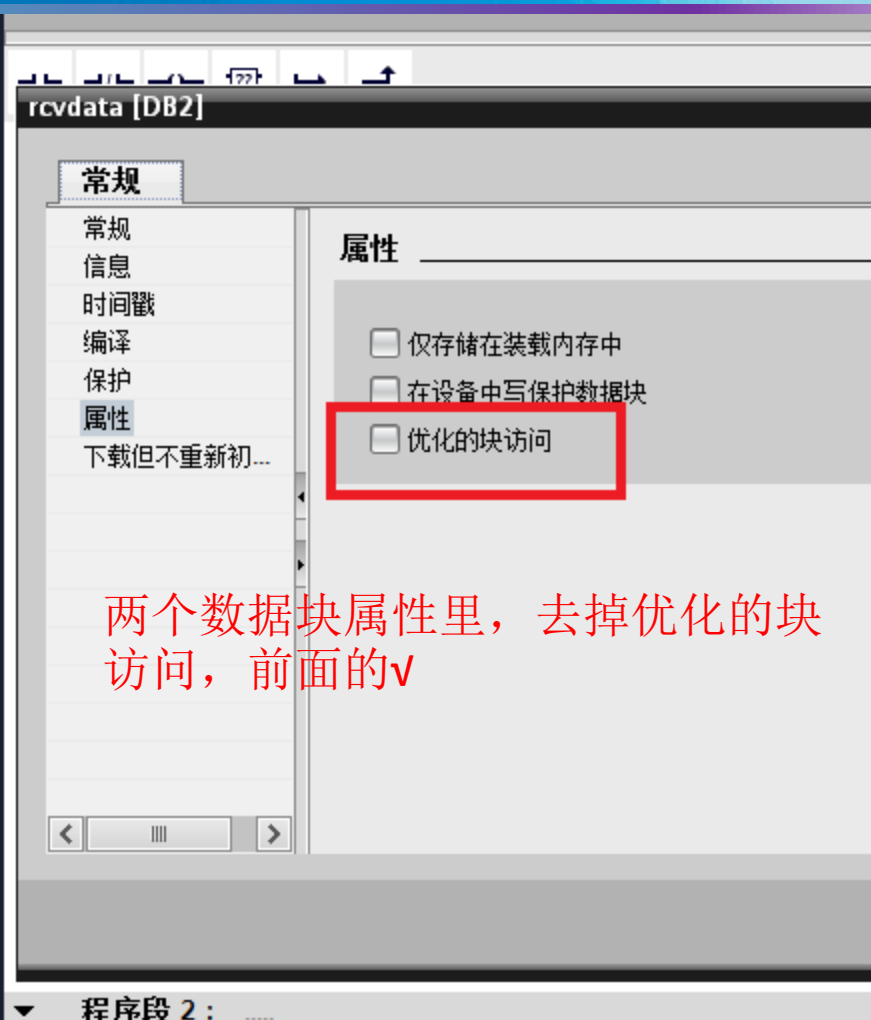 ??
rcvdata [DB2]
常规
常规
信息
时间戳
编译
保护
属性
下载但不重新初...
属性
仅存储在装载内存中
在设备中写保护数据块
优化的块访问
两个数据块属性里，去掉优化的块
访问，前面的√
程序段 2： .....